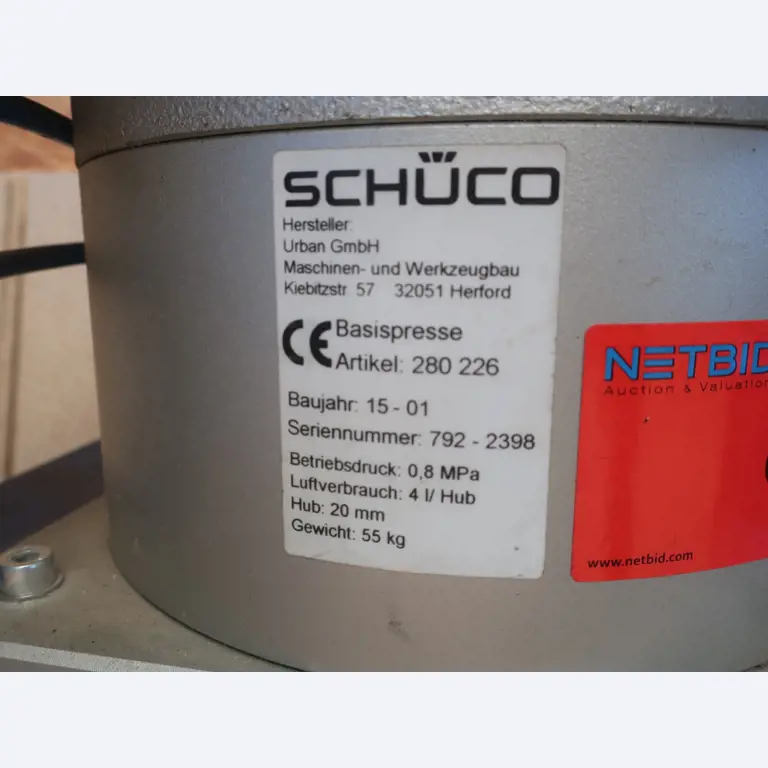 SCHÜCO
Hersteller:
Urban GmbH
Maschinen- und Werkzeugbau
Kiebitzstr 57 32051 Herford
CE Basispresse
Artikel: 280 226
Baujahr: 15 - 01
Seriennummer: 792 - 2398
Betriebsdruck: 0,8 MPa
Luftverbrauch: 4 l/ Hub
Hub: 20 mm
Gewicht: 55 kg
NETBID
Auction & Valuation
www.netbid.com